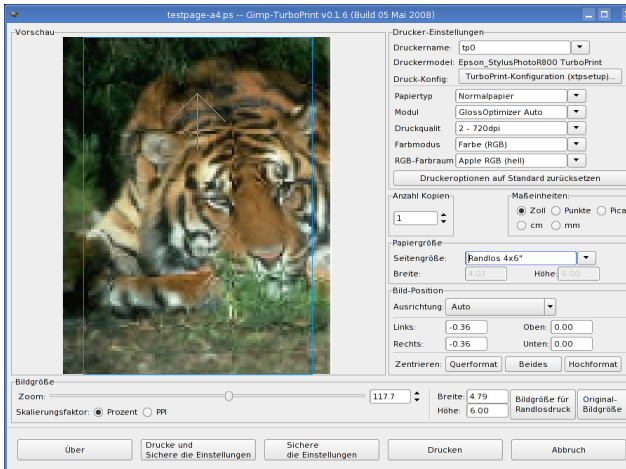 testpage-a4.ps -- Gimp-TurboPrint v0.1.6 (Build 05 Mai 2008)
Vorschau
Drucker-Einstellungen
Druckername: tp0
Druckermodel: Epson_StylusPhotoR800 TurboPrint
Druck-Konfig: TurboPrint-Konfiguration (xtpsetup)...
Papiertyp Normalpapier
Modul GlossOptimizer Auto
Druckqualit 2 - 720dpi
Farbmodus Farbe (RGB)
RGB-Farbraum Apple RGB (hell)
Druckeroptionen auf Standard zurücksetzen
Anzahl Kopien
1
Maßeinheiten:
Zoll Punkte Pica
cm mm
Papiergröße
Seitengröße: Randlos 4x6"
Breite: 4.07 Höhe: 6.00
Bild-Position
Ausrichtung: Auto
Links: -0.36 Oben: 0.00
Rechts: -0.36 Unten: 0.00
Zentrieren: Querformat Beides Hochformat
Bildgröße
Zoom: 117.7
Skalierungsfaktor: Prozent PPI
Breite: 4.79
Höhe: 6.00
Bildgröße für
Randlosdruck
Original-
Bildgröße
Über
Drucke und
Sichere die Einstellungen
Sichere
die Einstellungen
Drucken
Abbruch